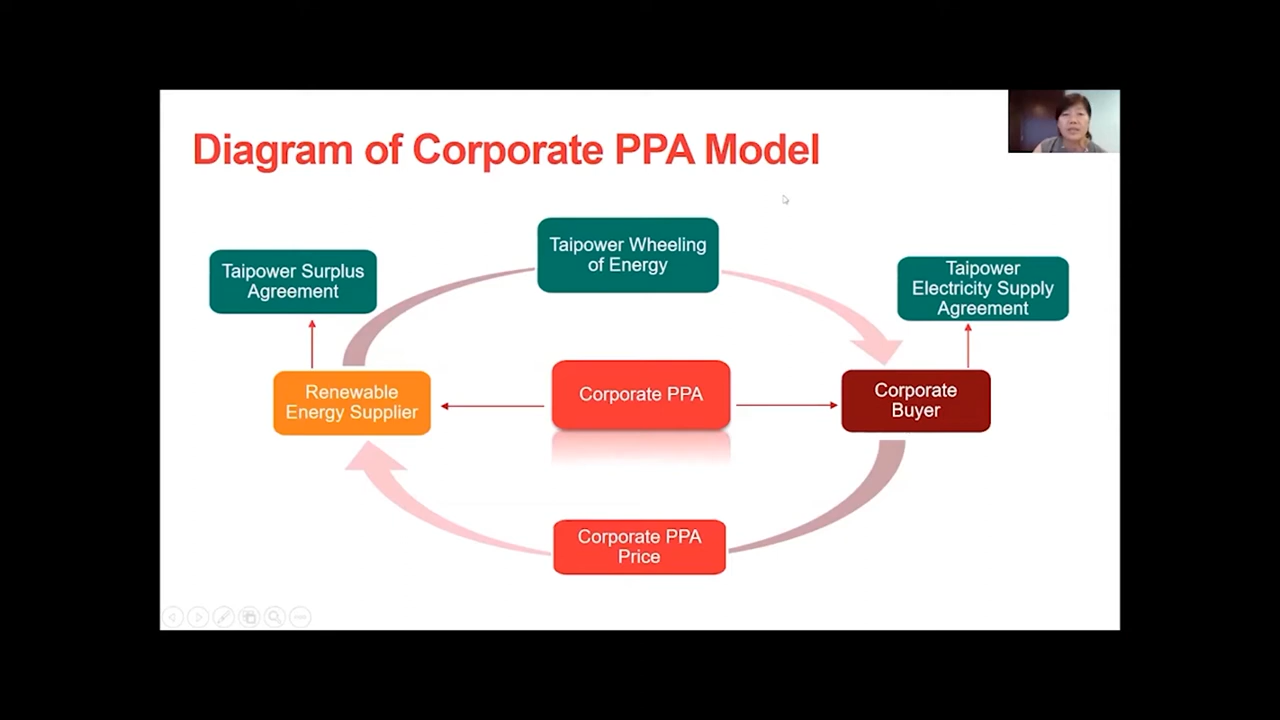 Diagram of Corporate PPA Model
Taipower Wheeling
of Energy
Taipower Surplus
Agreement
Taipower
Electricity Supply
Agreement
Renewable
Energy Supplier
Corporate PPA
Corporate
Buyer
Corporate PPA
Price